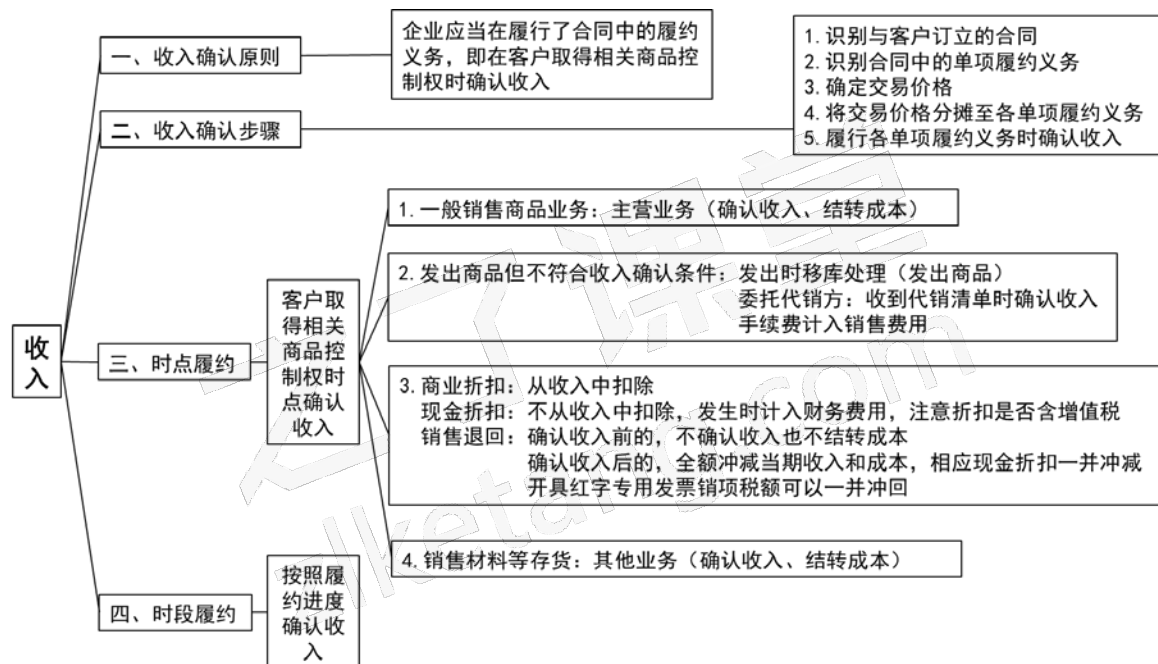 收入
一、收入确认原则
企业应当在履行了合同中的履约
义务，即在客户取得相关商品控
制权时确认收入
二、收入确认步骤
1.识别与客户订立的合同
2.识别合同中的单项履约义务
3.确定交易价格
4.将交易价格分摊至各单项履约义务
5.履行各单项履约义务时确认收入
三、时点履约
客户取
得相关
商品控
制权时
点确认
收入
1.一般销售商品业务：主营业务（确认收入、结转成本）
2.发出商品但不符合收入确认条件：发出时移库处理（发出商品）
委托代销方：收到代销清单时确认收入
手续费计入销售费用
3.商业折扣：从收入中扣除
现金折扣：不从收入中扣除，发生时计入财务费用，注意折扣是否含增值税
销售退回：确认收入前的，不确认收入也不结转成本
确认收入后的，全额冲减当期收入和成本，相应现金折扣一并冲减
开具红字专用发票销项税额可以一并冲回
4.销售材料等存货：其他业务（确认收入、结转成本）
四、时段履约
按照履
约进度
确认收
入
之了课堂
zlketang.com